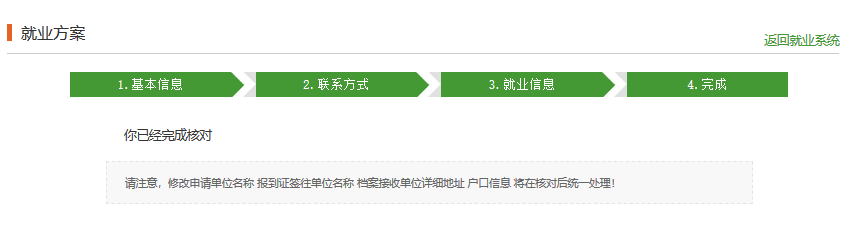 就业方案
返回就业系统
1.基本信息
2.联系方式
3.就业信息
4.完成
你已经完成核对
请注意，修改申请单位名称 报到证签往单位名称 档案接收单位详细地址 户口信息 将在核对后统一处理！